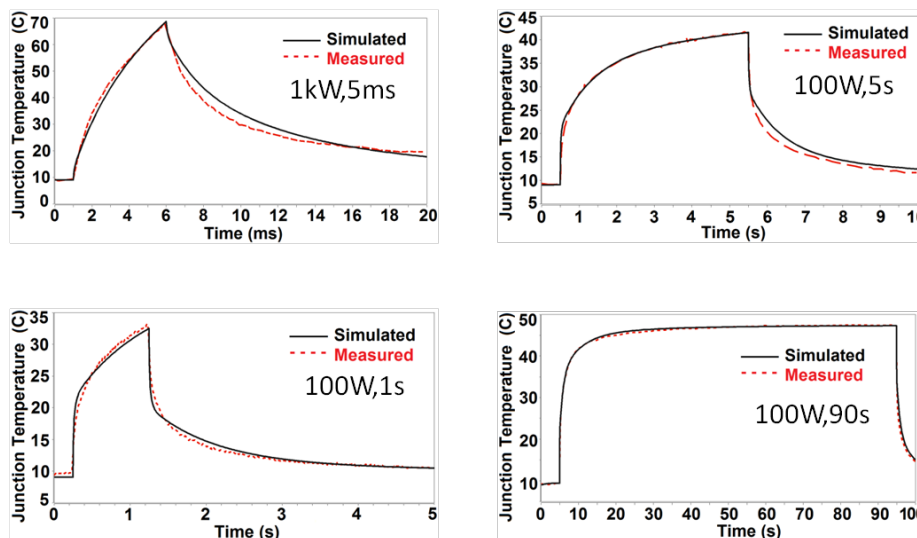 Junction Temperature (C)
70
60
50
40
30
20
10
0
0 2 4 6 8 10 12 14 16 18 20
Time (ms)
Simulated
Measured
1kW,5ms
Junction Temperature (C)
45
40
35
30
25
20
15
10
5
0 1 2 3 4 5 6 7 8 9 10
Time (s)
Simulated
Measured
100W,5s
Junction Temperature (C)
35
30
25
20
15
10
5
0 1 2 3 4 5
Time (s)
Simulated
Measured
100W,1s
Junction Temperature (C)
50
40
30
20
10
0 10 20 30 40 50 60 70 80 90 100
Time (s)
Simulated
Measured
100W,90s